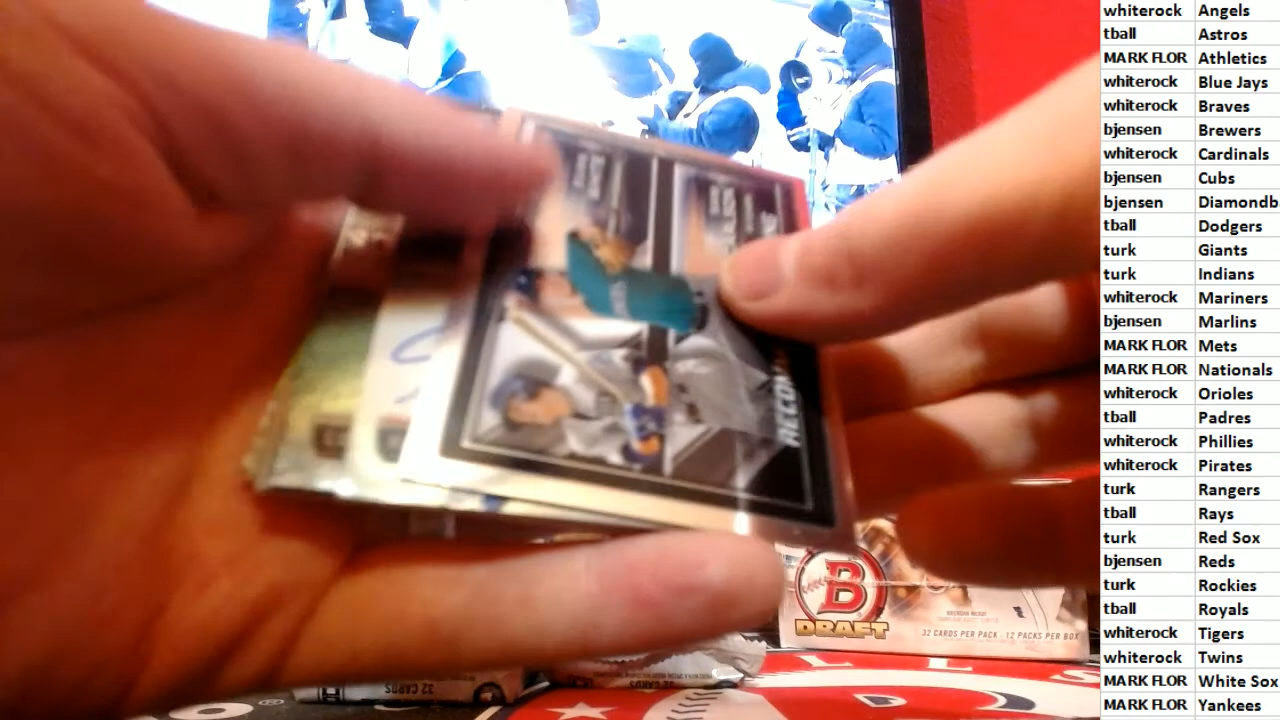 whiterock Angels
tball Astros
MARK FLOR Athletics
whiterock Blue Jays
whiterock Braves
bjensen Brewers
whiterock Cardinals
bjensen Cubs
bjensen Diamondb
tball Dodgers
turk Giants
turk Indians
whiterock Mariners
bjensen Marlins
MARK FLOR Mets
MARK FLOR Nationals
whiterock Orioles
tball Padres
whiterock Phillies
whiterock Pirates
turk Rangers
tball Rays
turk Red Sox
bjensen Reds
turk Rockies
tball Royals
whiterock Tigers
whiterock Twins
MARK FLOR White Sox
MARK FLOR Yankees
B
DRAFT
32 CARDS PER PACK · 12 PACKS PER BOX
32 CARDS